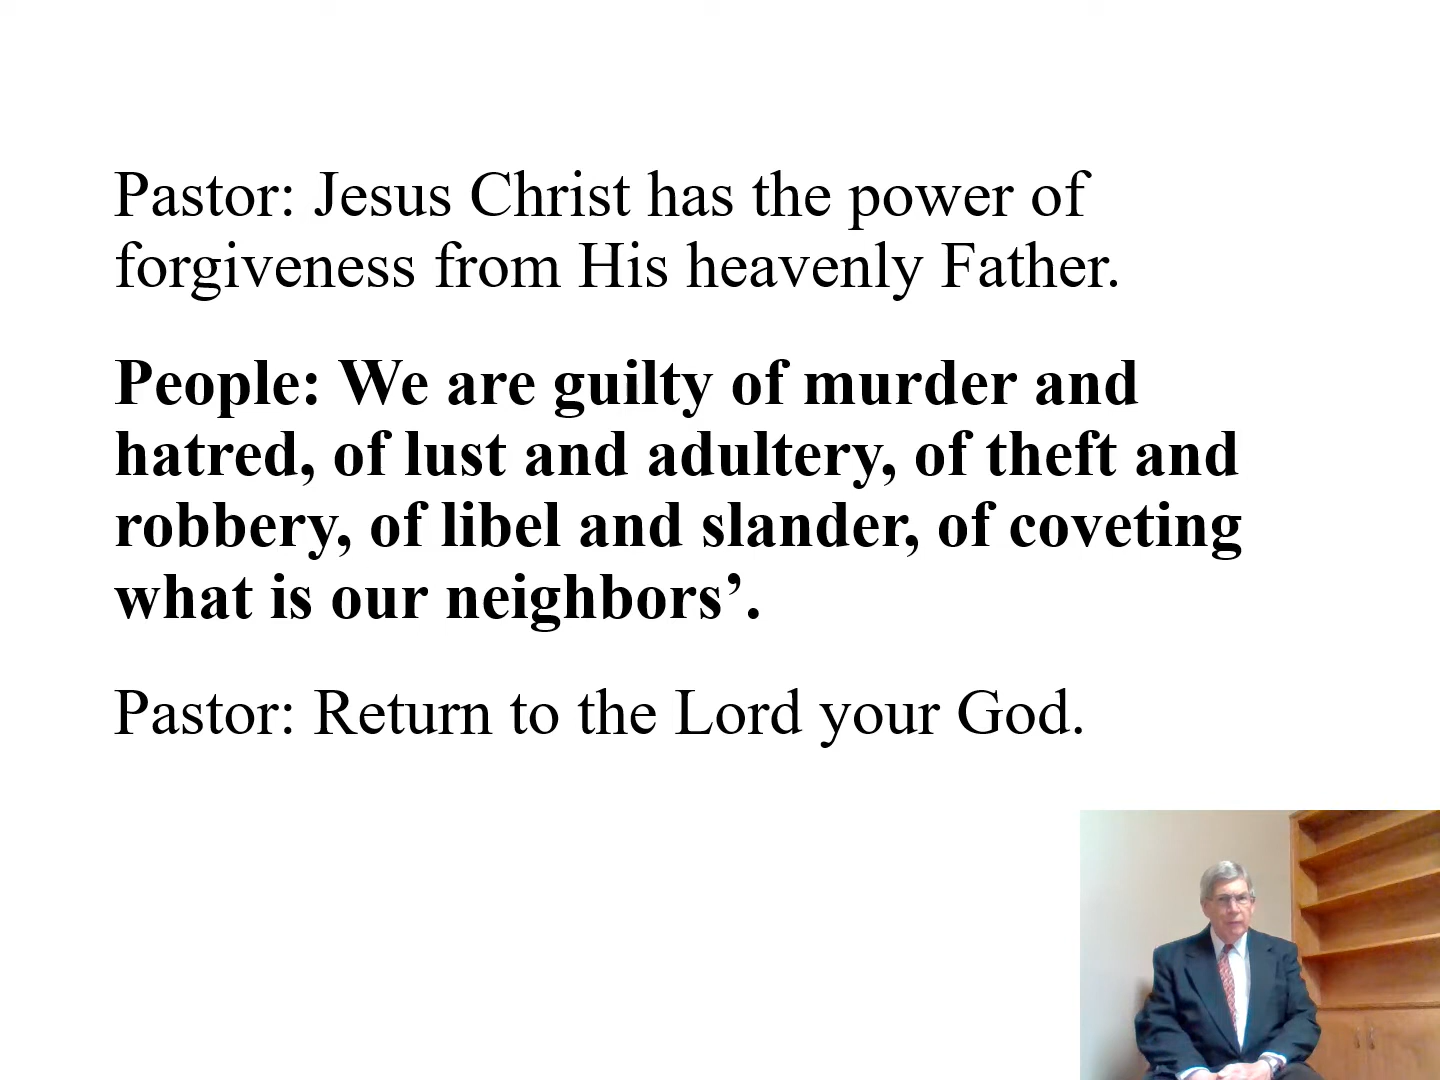 Pastor: Jesus Christ has the power of
forgiveness from His heavenly Father.
People: We are guilty of murder and
hatred, of lust and adultery, of theft and
robbery, of libel and slander, of coveting
what is our neighbors’.
Pastor: Return to the Lord your God.